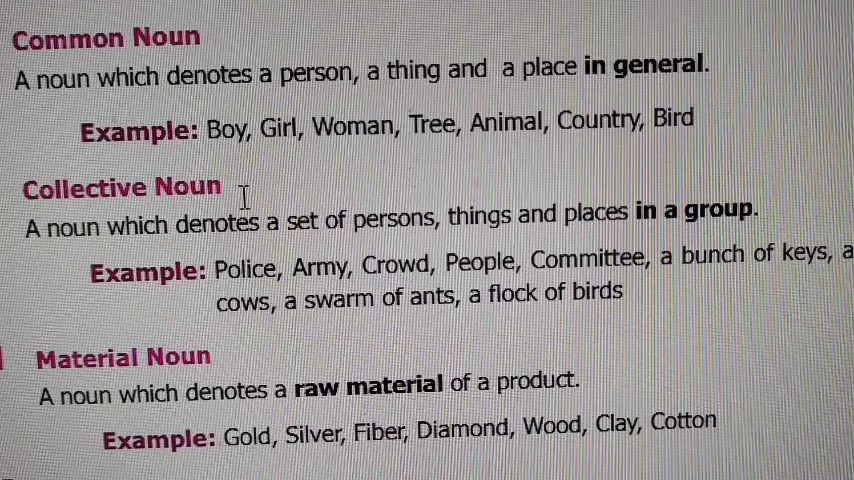 Common Noun
A noun which denotes a person, a thing and a place in general.
Example: Boy, Girl, Woman, Tree, Animal, Country, Bird
Collective Noun
A noun which denotes a set of persons, things and places in a group.
Example: Police, Army, Crowd, People, Committee, a bunch of keys, a
cows, a swarm of ants, a flock of birds
Material Noun
A noun which denotes a raw material of a product.
Example: Gold, Silver, Fiber, Diamond, Wood, Clay, Cotton